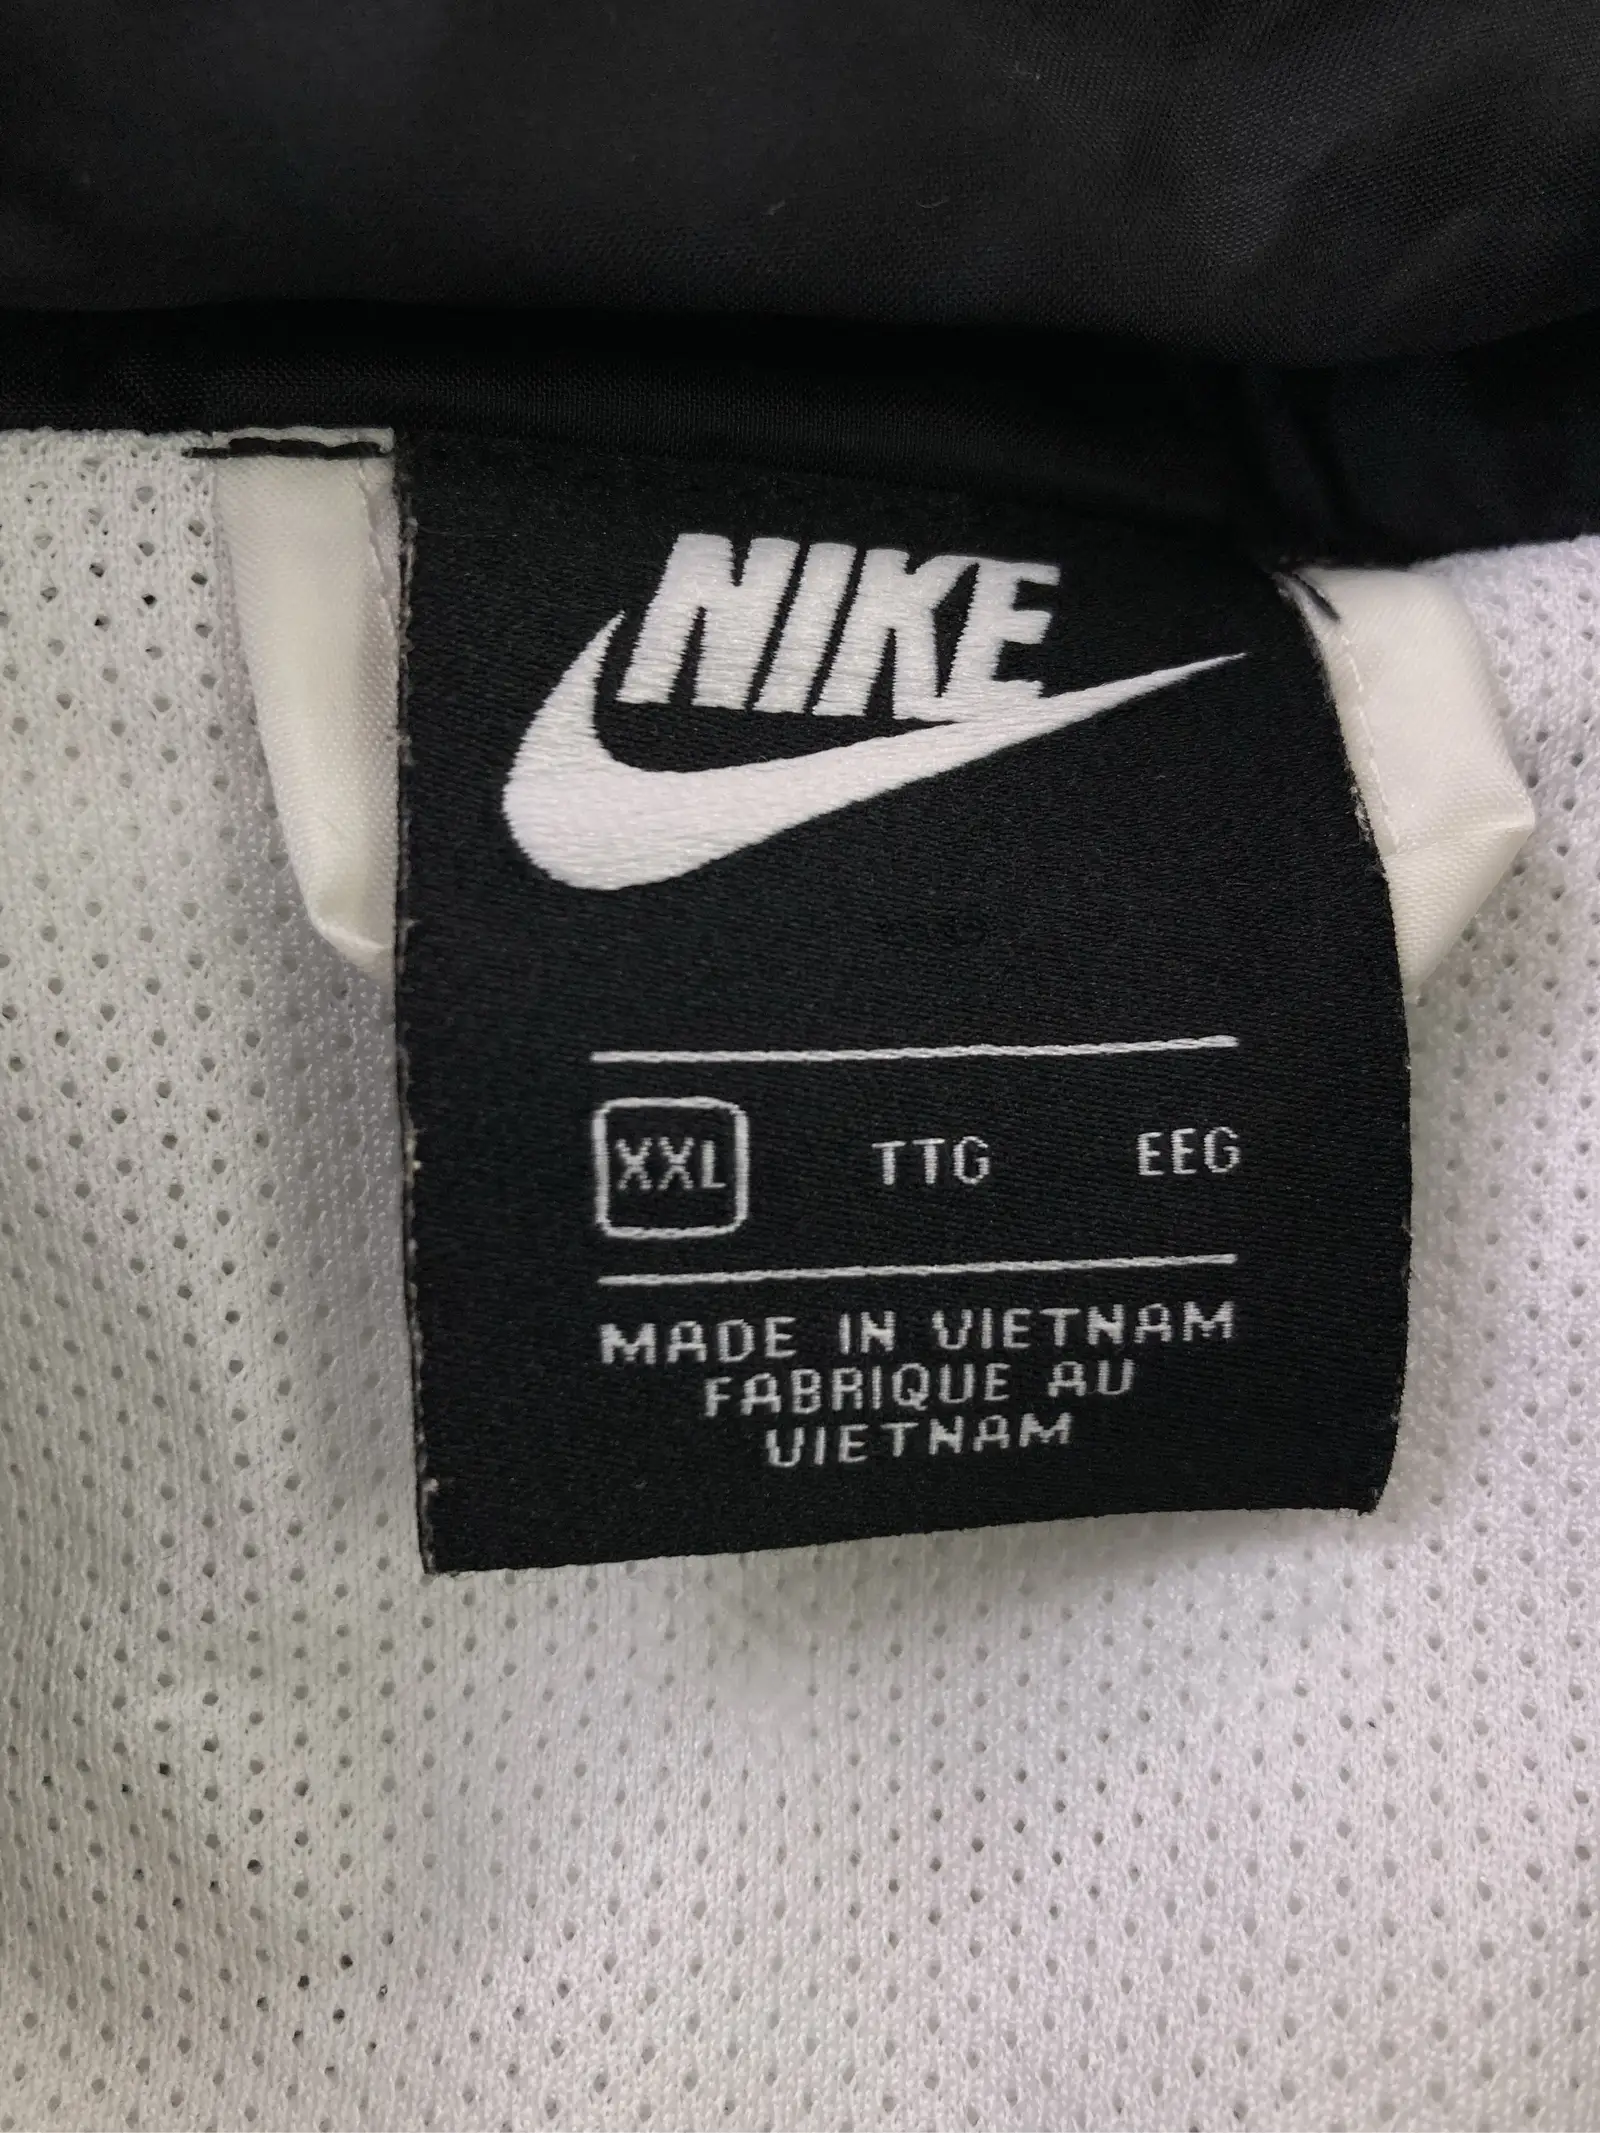 NIKE
XXL TTG EEG
MADE IN VIETNAM
FABRIQUE AU
VIETNAM